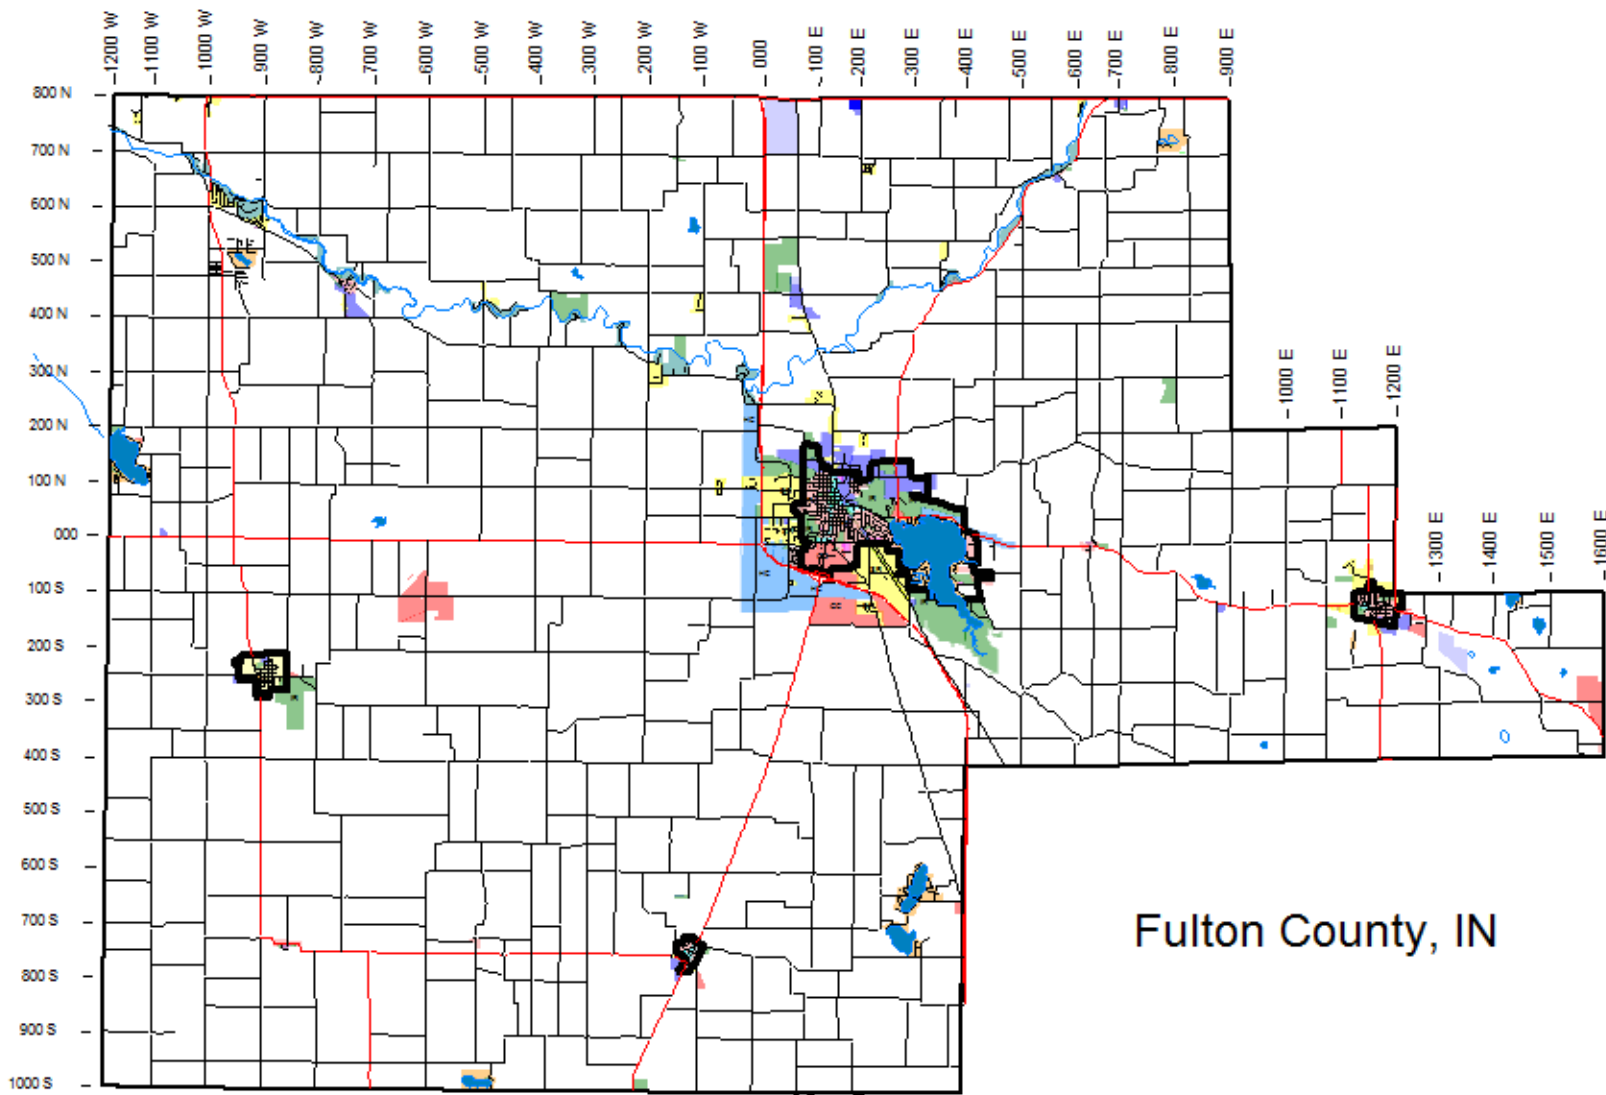 1200 W
1100 W
1000 W
900 W
800 W
700 W
600 W
500 W
400 W
300 W
200 W
100 W
000
100 E
200 E
300 E
400 E
500 E
600 E
700 E
800 E
900 E
800 N
700 N
600 N
500 N
400 N
300 N
200 N
100 N
000
100 S
200 S
300 S
400 S
500 S
600 S
700 S
800 S
900 S
1000 S
1000 E
1100 E
1200 E
1300 E
1400 E
1500 E
1600 E
Fulton County, IN